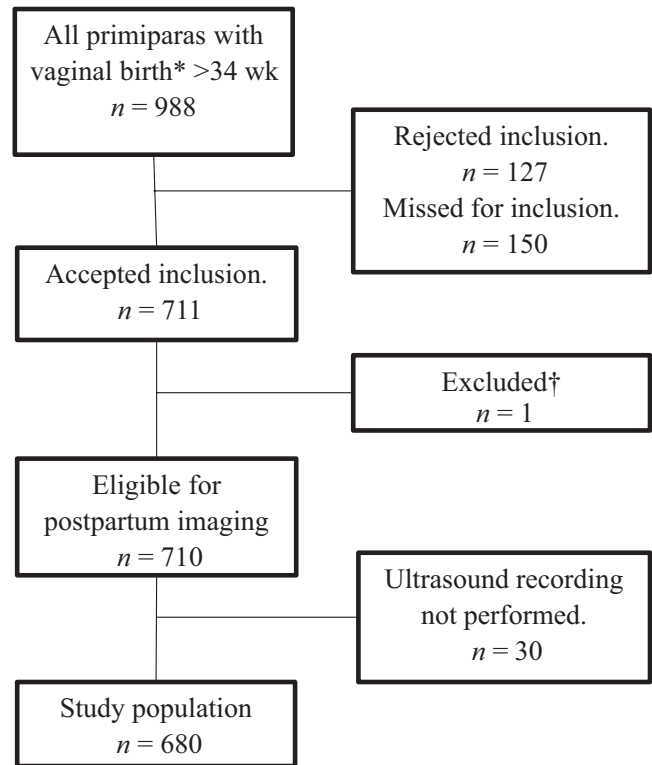 All primiparas with
vaginal birth* >34 wk
n = 988
Rejected inclusion.
n = 127
Missed for inclusion.
n = 150
Accepted inclusion.
n = 711
Excluded†
n = 1
Eligible for
postpartum imaging
n = 710
Ultrasound recording
not performed.
n = 30
Study population
n = 680